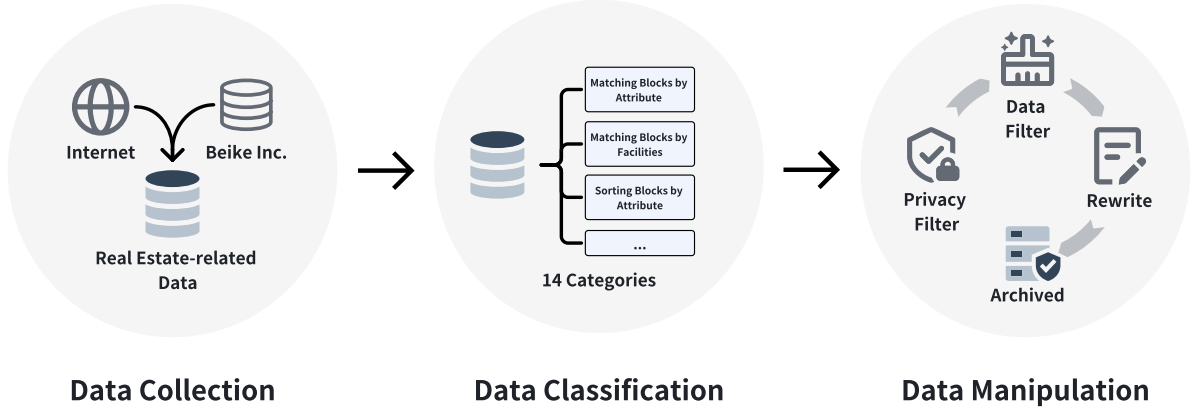 Internet
Beike Inc.
Real Estate-related
Data
Data Collection
Matching Blocks by
Attribute
Matching Blocks by
Facilities
Sorting Blocks by
Attribute
...
14 Categories
Data Classification
Data
Filter
Privacy
Filter
Rewrite
Archived
Data Manipulation